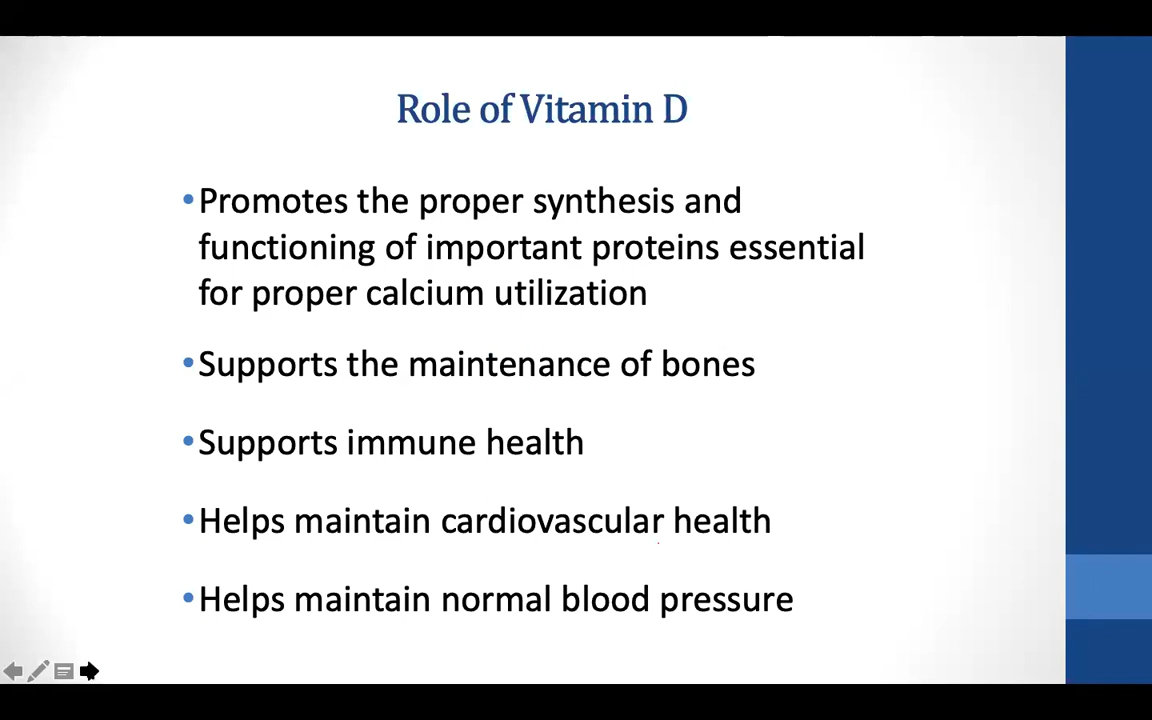 Role of Vitamin D
•Promotes the proper synthesis and
functioning of important proteins essential
for proper calcium utilization
•Supports the maintenance of bones
•Supports immune health
•Helps maintain cardiovascular health
•Helps maintain normal blood pressure